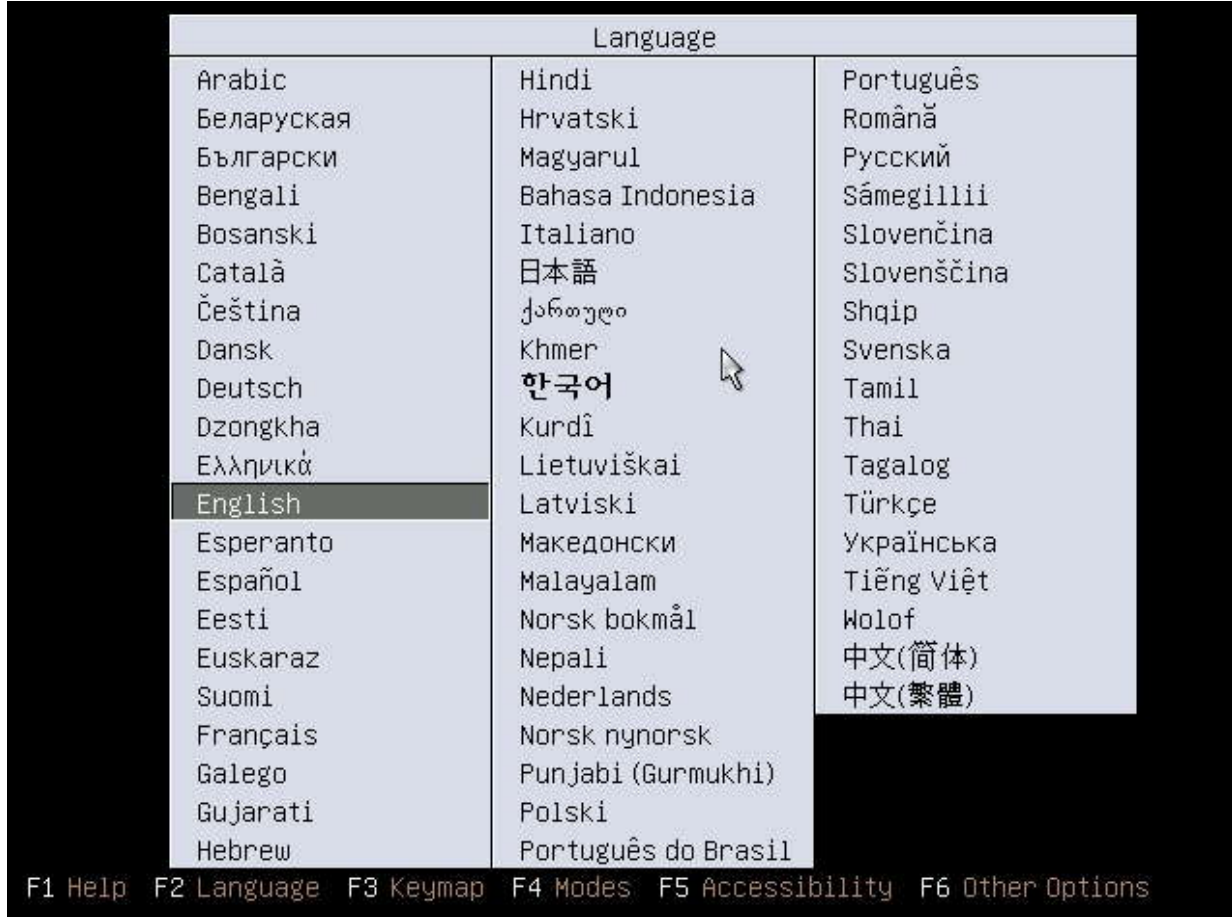 Language
Arabic
Беларуская
Български
Bengali
Bosanski
Català
Čeština
Dansk
Deutsch
Dzongkha
Ελληνικά
English
Esperanto
Español
Eesti
Euskaraz
Suomi
Français
Galego
Gujarati
Hebrew
Hindi
Hrvatski
Magyarul
Bahasa Indonesia
Italiano
日本語
ქართული
Khmer
한국어
Kurdî
Lietuviškai
Latviski
Македонски
Malayalam
Norsk bokmål
Nepali
Nederlands
Norsk nynorsk
Punjabi (Gurmukhi)
Polski
Português do Brasil
Português
Română
Русский
Sámegillii
Slovenčina
Slovenščina
Shqip
Svenska
Tamil
Thai
Tagalog
Türkçe
Українська
Tiếng Việt
Wolof
中文(简体)
中文(繁體)
F1 Help F2 Language F3 Keymap F4 Modes F5 Accessibility F6 Other Options